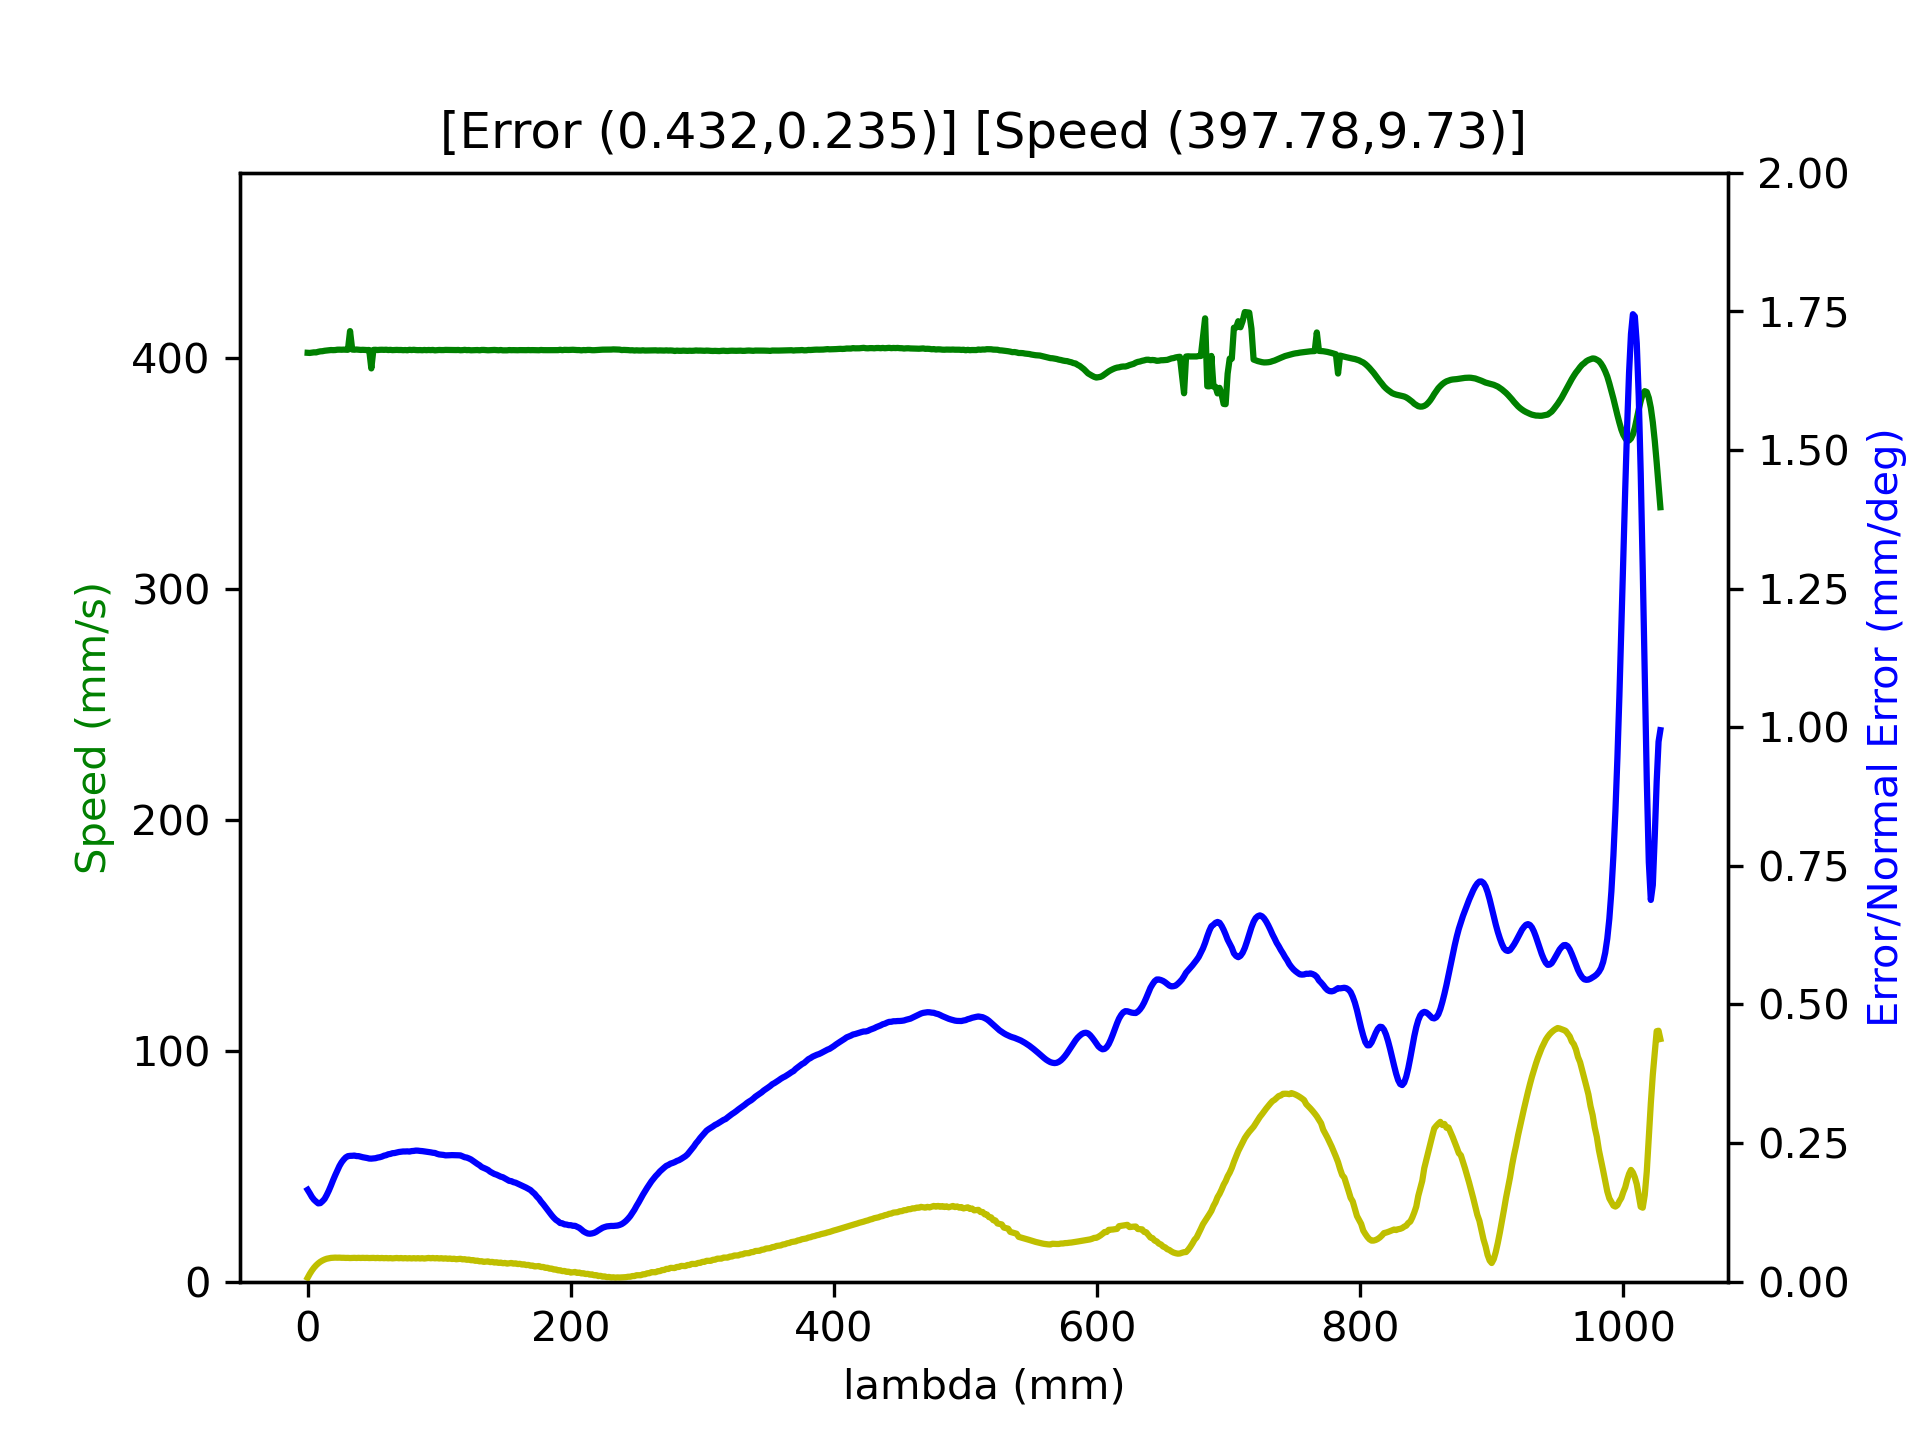 [Error (0.432,0.235)] [Speed (397.78,9.73)]
Speed (mm/s)
400
300
200
100
0
2.00
1.75
1.50
1.25
1.00
0.75
0.50
0.25
0.00
Error/Normal Error (mm/deg)
0 200 400 600 800 1000
lambda (mm)